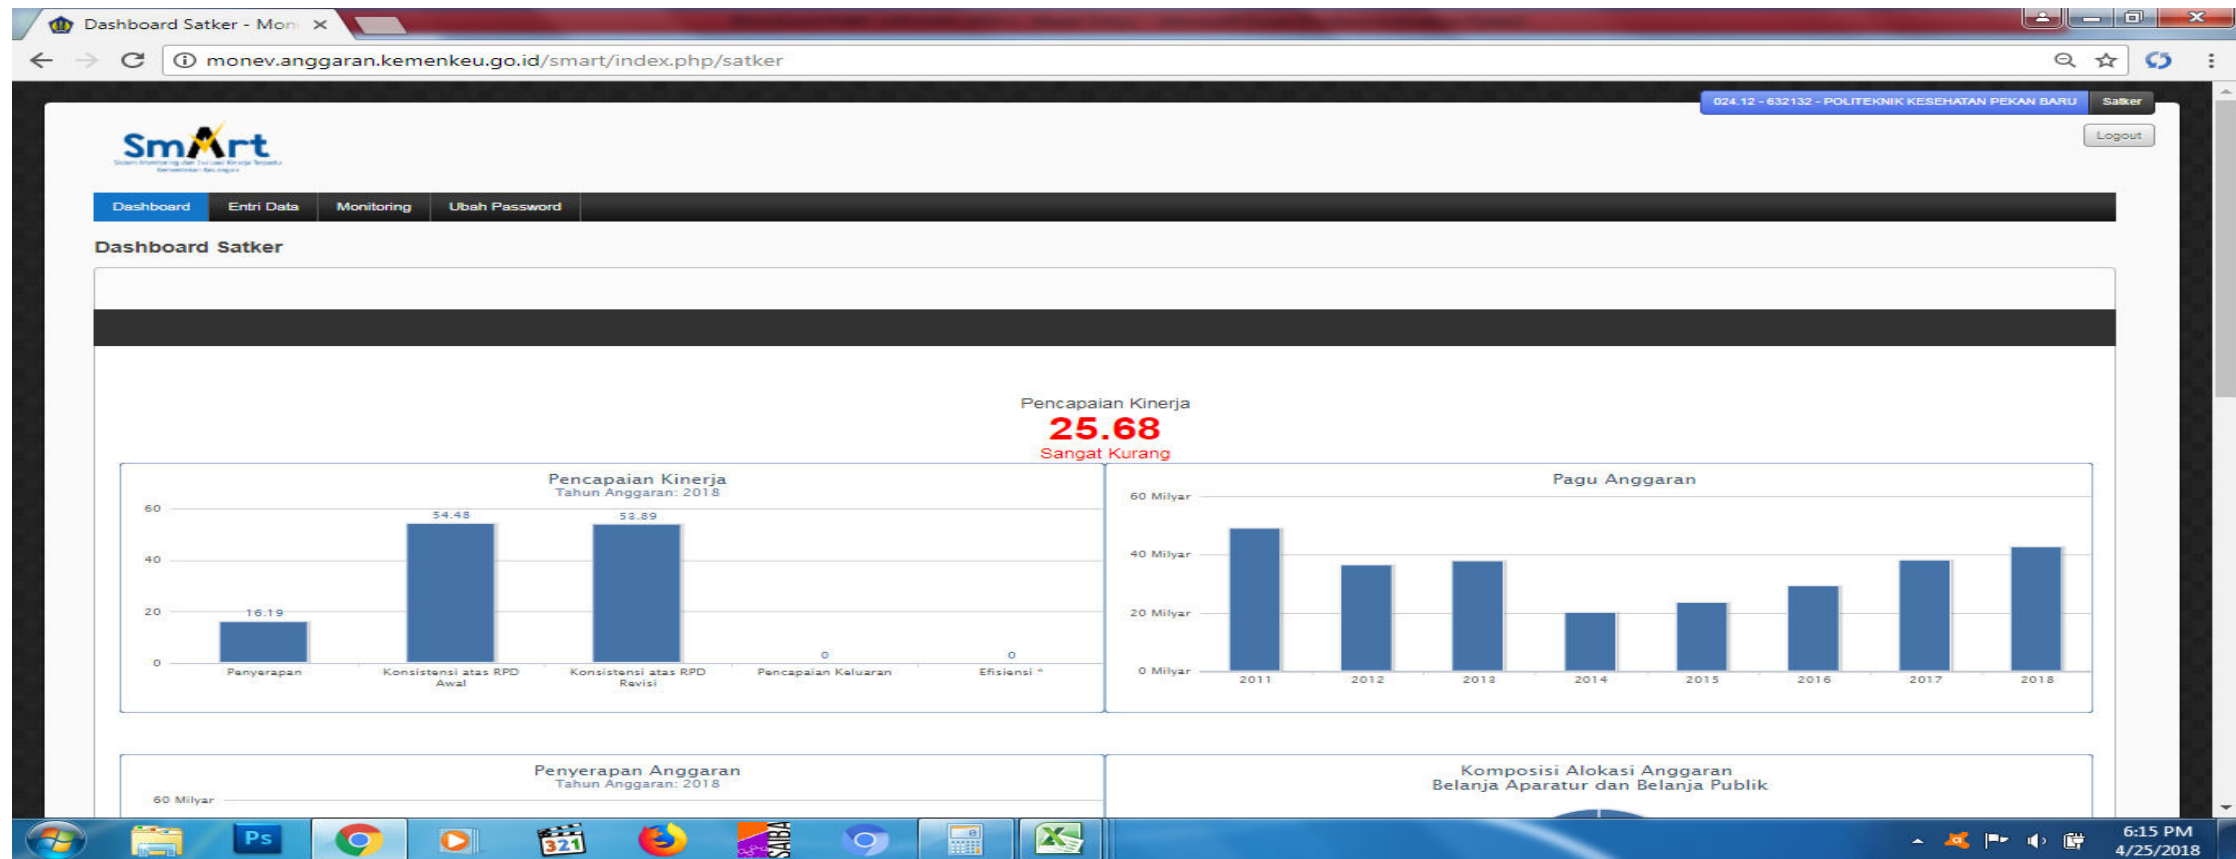 Dashboard Satker - Mon
monev.anggaran.kemenkeu.go.id/smart/index.php/satker
024.12 - 632132 - POLITEKNIK KESEHATAN PEKAN BARU Satker
Logout
SmArt
Dashboard Entri Data Monitoring Ubah Password
Dashboard Satker
Pencapaian Kinerja
25.68
Sangat Kurang
Pencapaian Kinerja
Tahun Anggaran: 2018
60
40
20
0
16.19
54.48
53.89
0
0
Penyerapan
Konsistensi atas RPD
Awal
Konsistensi atas RPD
Revisi
Pencapaian Keluaran
Efisiensi *
Pagu Anggaran
60 Milyar
40 Milyar
20 Milyar
0 Milyar
2011 2012 2013 2014 2015 2016 2017 2018
Penyerapan Anggaran
Tahun Anggaran: 2018
60 Milyar
Komposisi Alokasi Anggaran
Belanja Aparatur dan Belanja Publik
Ps
321
SAIBA
6:15 PM
4/25/2018